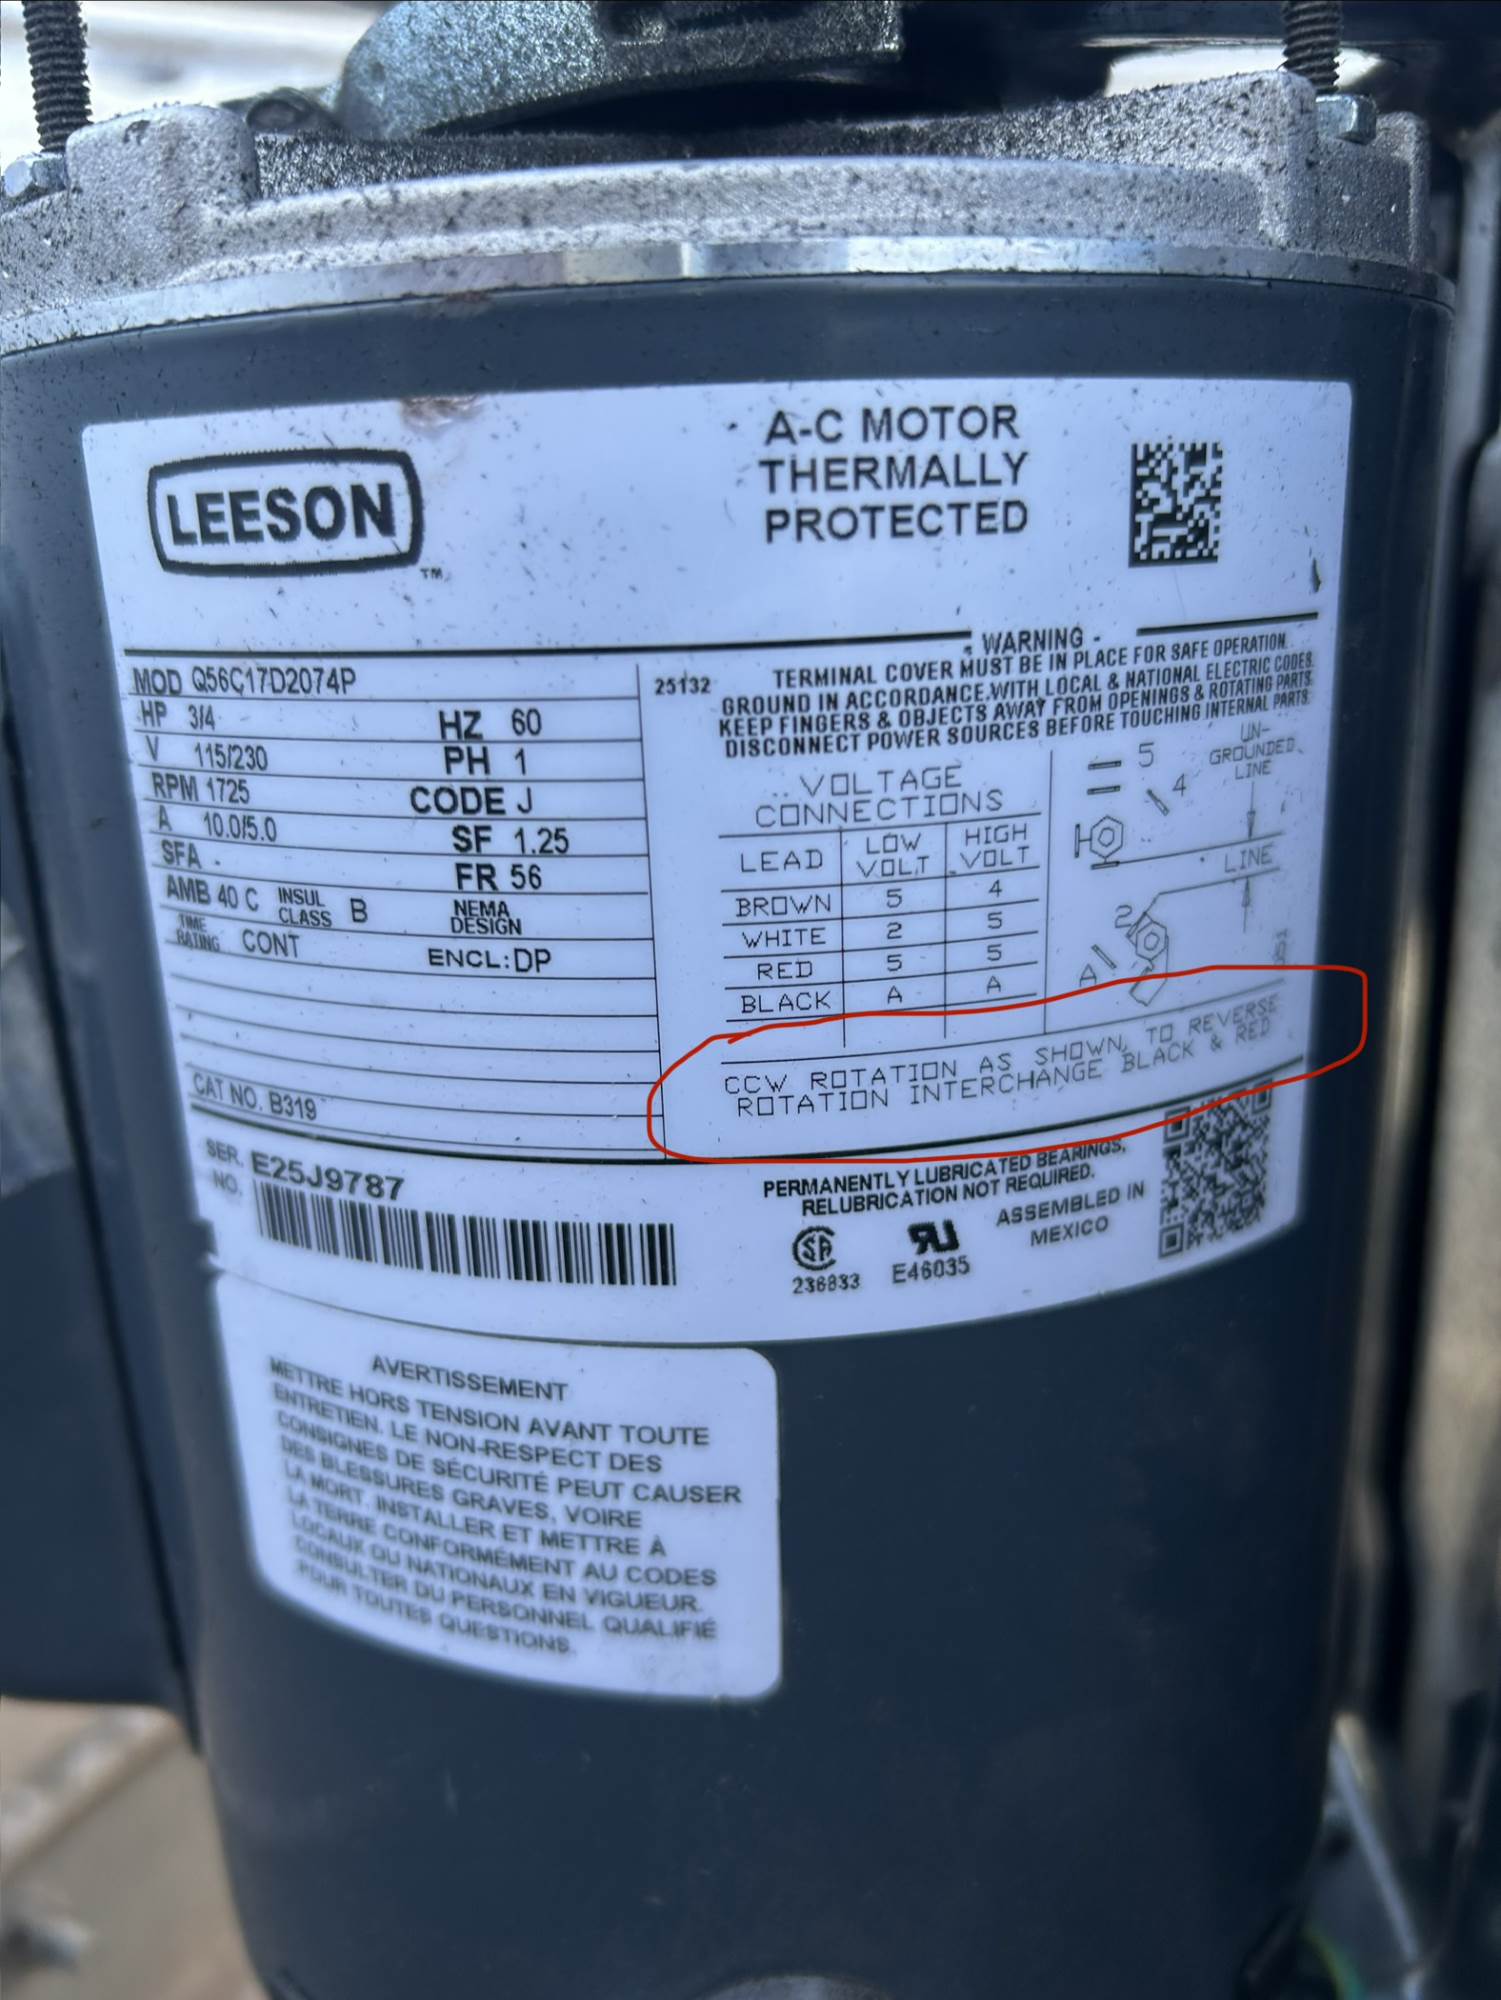 A-C MOTOR
THERMALLY
PROTECTED
LEESON
TM
MOD Q56C17D2074P
HP 3/4 HZ 60
V 115/230 PH 1
RPM 1725 CODE J
A 10.0/5.0 SF 1.25
SFA - FR 56
AMB 40 C INSUL CLASS B NEMA DESIGN
TIME RATING CONT ENCL: DP
CAT NO. B319
25132
- WARNING -
TERMINAL COVER MUST BE IN PLACE FOR SAFE OPERATION.
GROUND IN ACCORDANCE WITH LOCAL & NATIONAL ELECTRIC CODES.
KEEP FINGERS & OBJECTS AWAY FROM OPENINGS & ROTATING PARTS.
DISCONNECT POWER SOURCES BEFORE TOUCHING INTERNAL PARTS.
VOLTAGE
CONNECTIONS
LEAD LOW VOLT HIGH VOLT
BROWN 5 4
WHITE 2 5
RED 5 5
BLACK A A
5
4
UN-
GROUNDED
LINE
LINE
2
A
CCW ROTATION AS SHOWN, TO REVERSE
ROTATION INTERCHANGE BLACK & RED
SER. NO. E25J9787
PERMANENTLY LUBRICATED BEARINGS.
RELUBRICATION NOT REQUIRED.
ASSEMBLED IN
MEXICO
236833
E46035
AVERTISSEMENT
METTRE HORS TENSION AVANT TOUTE
ENTRETIEN. LE NON-RESPECT DES
CONSIGNES DE SÉCURITÉ PEUT CAUSER
DES BLESSURES GRAVES, VOIRE
LA MORT. INSTALLER ET METTRE À
LA TERRE CONFORMÉMENT AU CODES
LOCAUX OU NATIONAUX EN VIGUEUR.
CONSULTER DU PERSONNEL QUALIFIÉ
POUR TOUTES QUESTIONS.